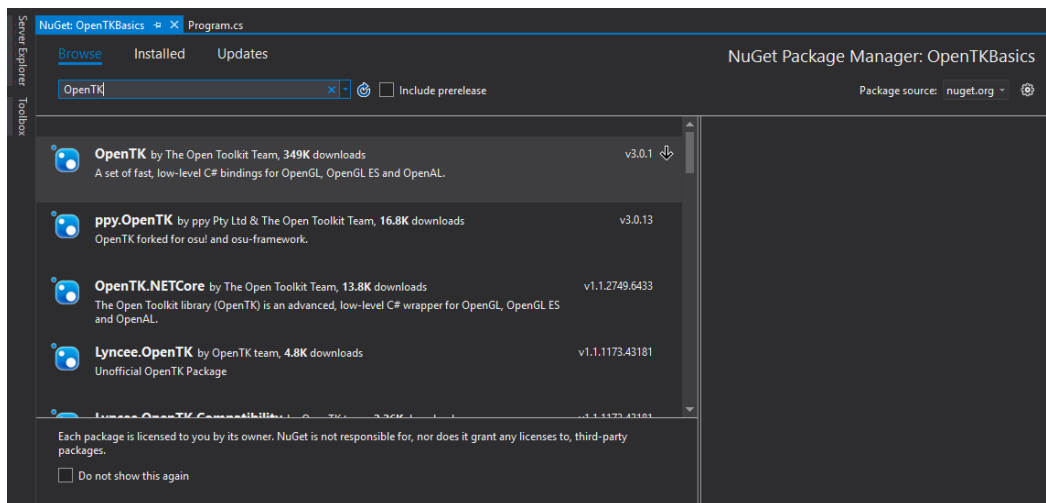 Server Explorer
Toolbox
NuGet: OpenTKBasics
Program.cs
Browse
Installed
Updates
NuGet Package Manager: OpenTKBasics
OpenTK
Include prerelease
Package source: nuget.org
OpenTK by The Open Toolkit Team, 349K downloads
v3.0.1
A set of fast, low-level C# bindings for OpenGL, OpenGL ES and OpenAL.
ppy.OpenTK by ppy Pty Ltd & The Open Toolkit Team, 16.8K downloads
v3.0.13
OpenTK forked for osu! and osu-framework.
OpenTK.NETCore by The Open Toolkit Team, 13.8K downloads
v1.1.2749.6433
The Open Toolkit library (OpenTK) is an advanced, low-level C# wrapper for OpenGL, OpenGL ES
and OpenAL.
Lyncee.OpenTK by OpenTK team, 4.8K downloads
v1.1.1173.43181
Unofficial OpenTK Package
Lyncee.OpenTK.Compatibility
v1.1.1173.43181
Each package is licensed to you by its owner. NuGet is not responsible for, nor does it grant any licenses to, third-party
packages.
Do not show this again